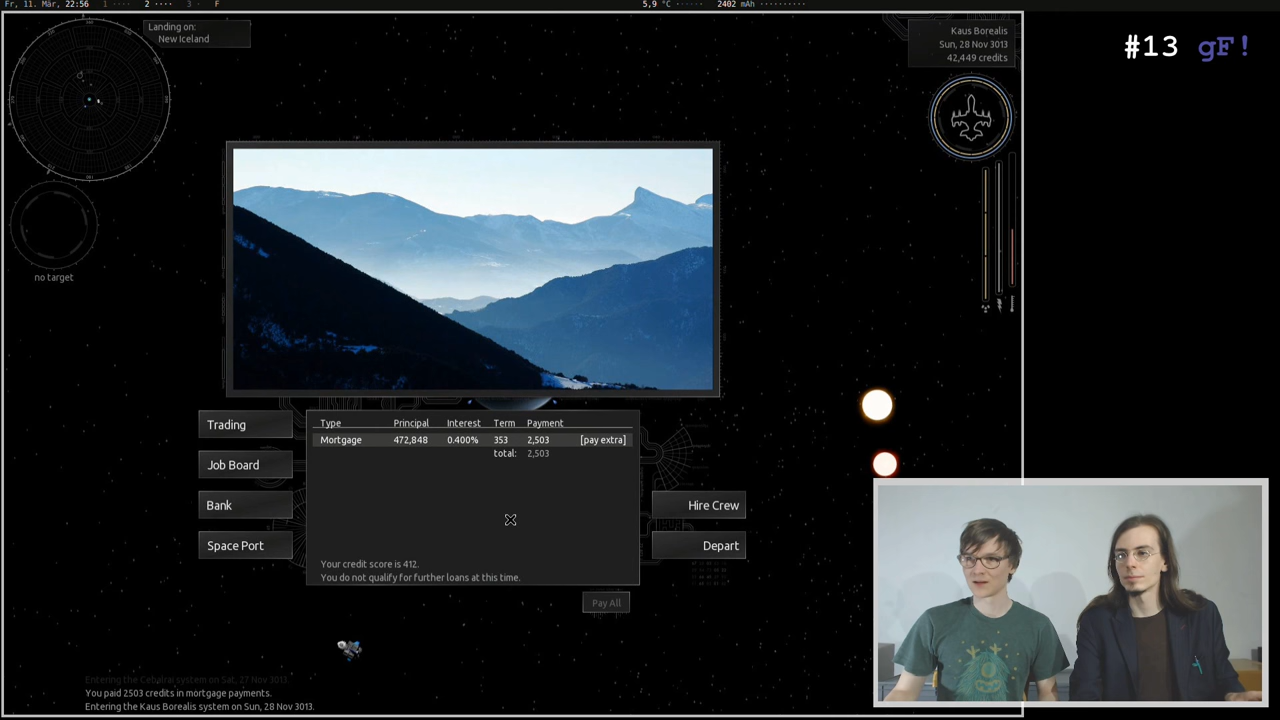 Fr, 11. Mär, 22:56 1 ···· 2 ···· 3 · F 5,9 °C ······ 2402 mAh ··········
Landing on:
New Iceland
Kaus Borealis
Sun, 28 Nov 3013
42,449 credits
#13 gF!
no target
Trading
Job Board
Bank
Space Port
Type Principal Interest Term Payment
Mortgage 472,848 0.400% 353 2,503 [pay extra]
total: 2,503
Your credit score is 412.
You do not qualify for further loans at this time.
Hire Crew
Depart
Pay All
Entering the Cebalrai system on Sat, 27 Nov 3013.
You paid 2503 credits in mortgage payments.
Entering the Kaus Borealis system on Sun, 28 Nov 3013.